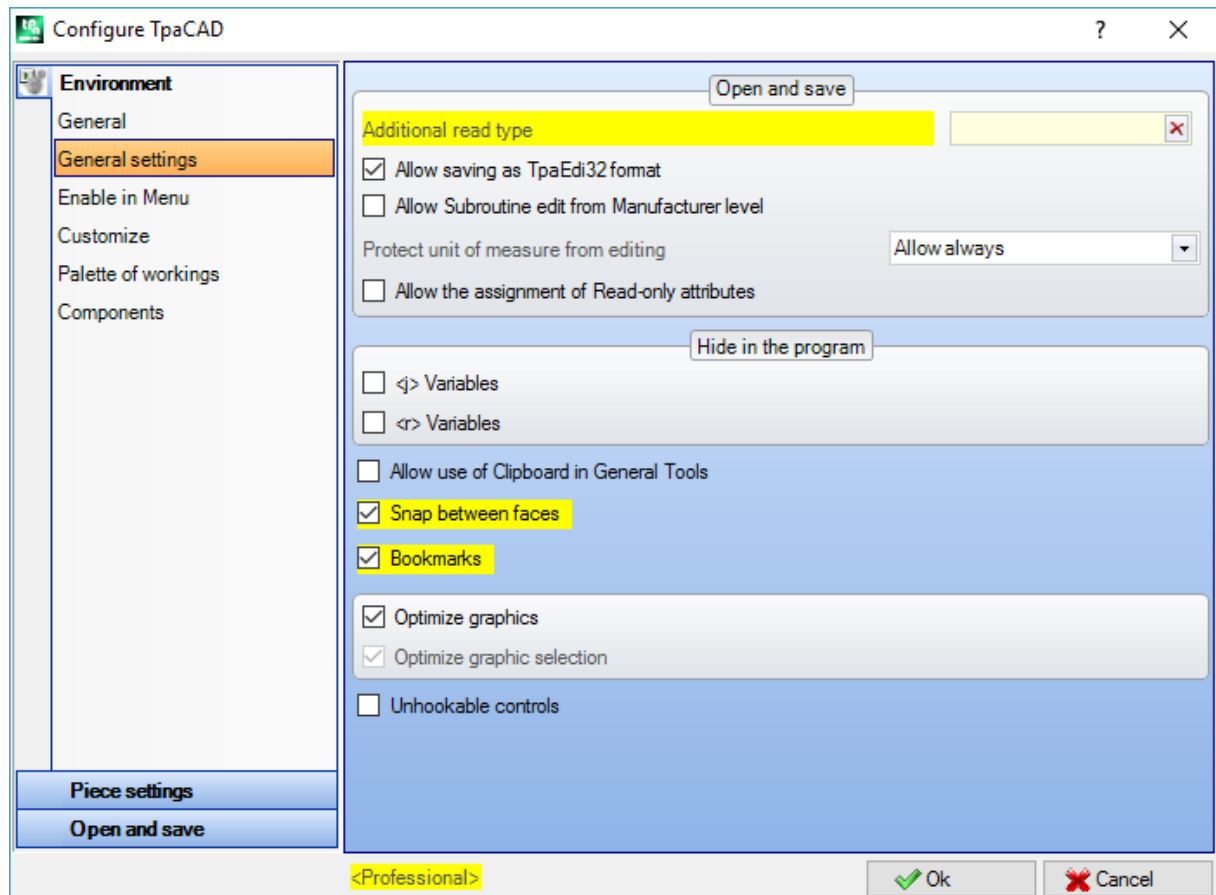 Configure TpaCAD
?
Environment
General
General settings
Enable in Menu
Customize
Palette of workings
Components
Piece settings
Open and save
Open and save
Additional read type
Allow saving as TpaEdi32 format
Allow Subroutine edit from Manufacturer level
Protect unit of measure from editing
Allow always
Allow the assignment of Read-only attributes
Hide in the program
<j> Variables
<r> Variables
Allow use of Clipboard in General Tools
Snap between faces
Bookmarks
Optimize graphics
Optimize graphic selection
Unhookable controls
<Professional>
Ok
Cancel